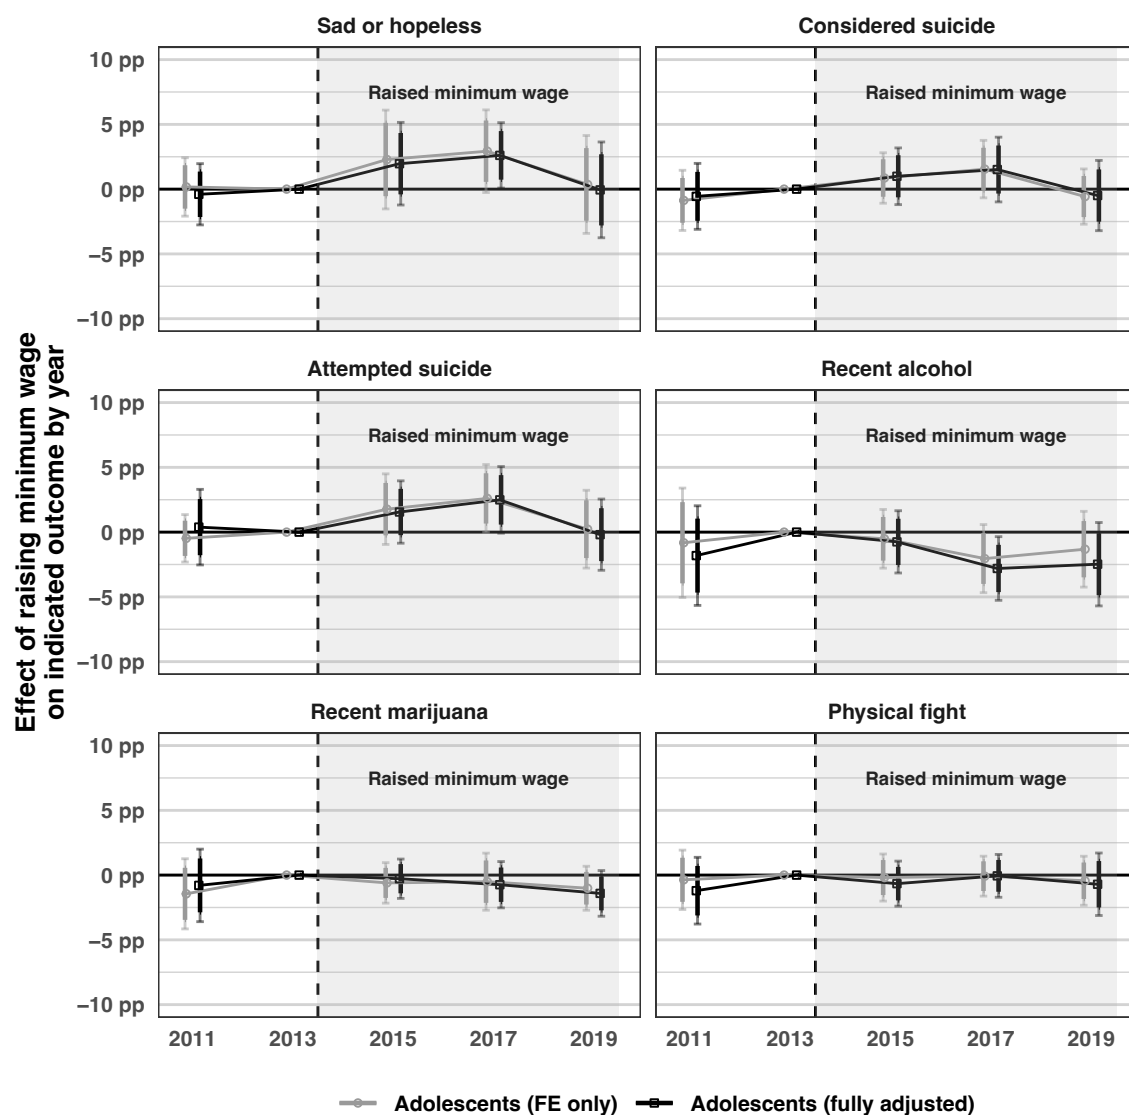 Sad or hopeless
Considered suicide
10 pp
5 pp
0 pp
−5 pp
−10 pp
Raised minimum wage
Raised minimum wage
Attempted suicide
Recent alcohol
10 pp
5 pp
0 pp
−5 pp
−10 pp
Raised minimum wage
Raised minimum wage
Effect of raising minimum wage
on indicated outcome by year
Recent marijuana
Physical fight
10 pp
5 pp
0 pp
−5 pp
−10 pp
Raised minimum wage
Raised minimum wage
2011 2013 2015 2017 2019
2011 2013 2015 2017 2019
Adolescents (FE only) Adolescents (fully adjusted)